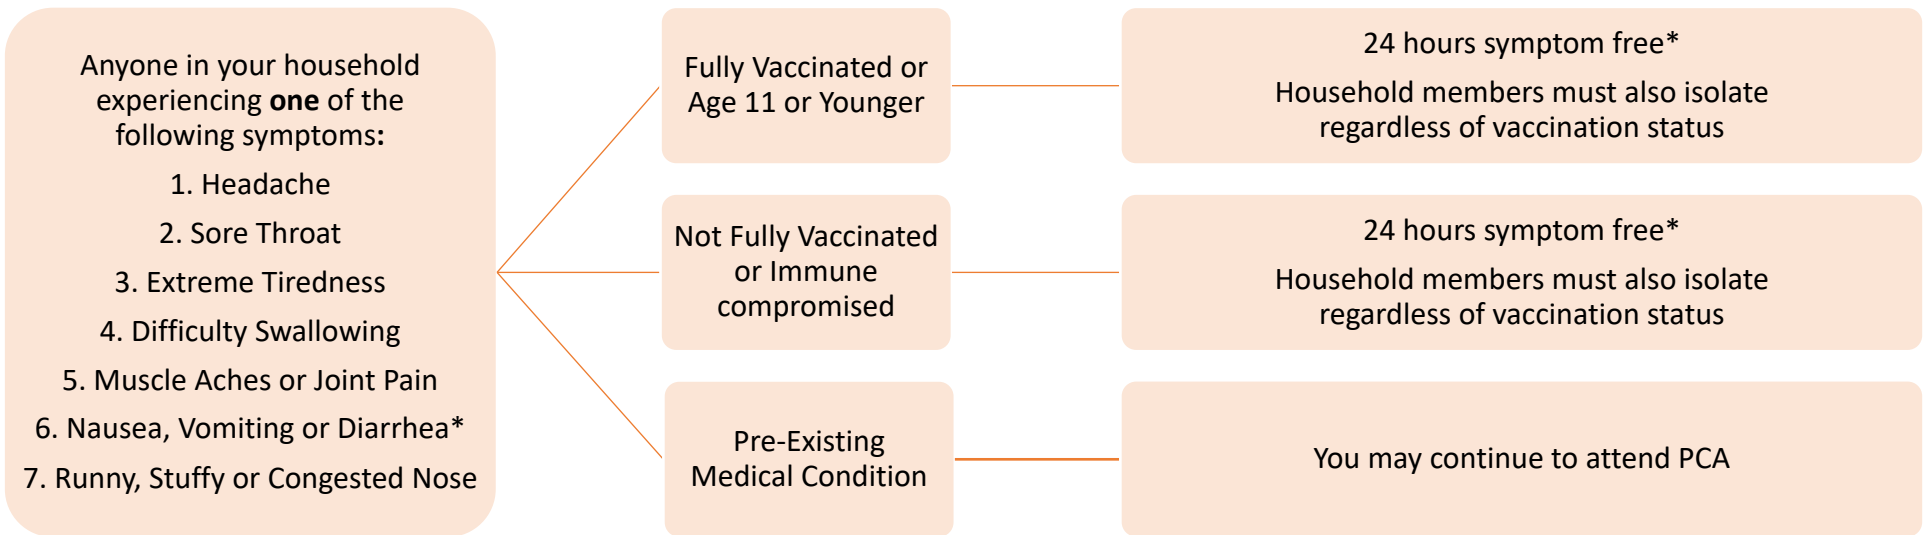 Anyone in your household
experiencing one of the
following symptoms:
1. Headache
2. Sore Throat
3. Extreme Tiredness
4. Difficulty Swallowing
5. Muscle Aches or Joint Pain
6. Nausea, Vomiting or Diarrhea*
7. Runny, Stuffy or Congested Nose
Fully Vaccinated or
Age 11 or Younger
24 hours symptom free*
Household members must also isolate
regardless of vaccination status
Not Fully Vaccinated
or Immune
compromised
24 hours symptom free*
Household members must also isolate
regardless of vaccination status
Pre-Existing
Medical Condition
You may continue to attend PCA